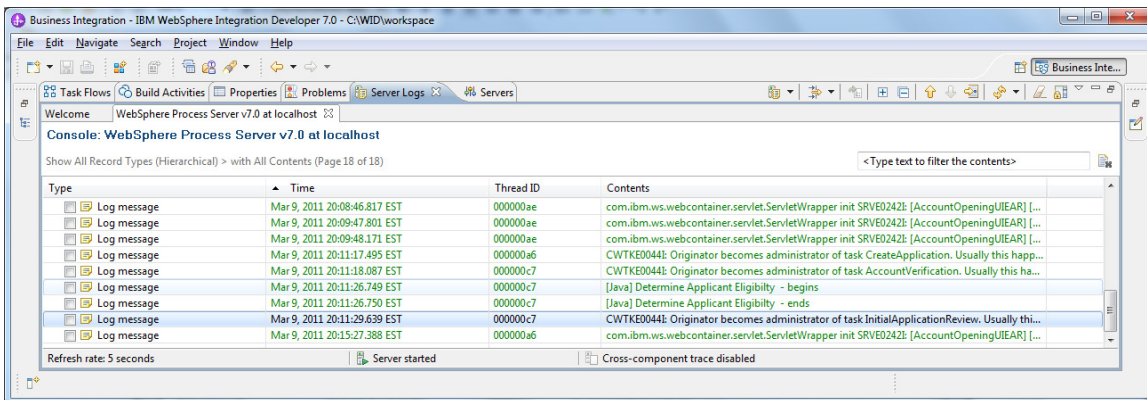 Business Integration - IBM WebSphere Integration Developer 7.0 - C:\WID\workspace
File Edit Navigate Search Project Window Help
Business Inte...
Task Flows Build Activities Properties Problems Server Logs Servers
Welcome WebSphere Process Server v7.0 at localhost
Console: WebSphere Process Server v7.0 at localhost
Show All Record Types (Hierarchical) > with All Contents (Page 18 of 18) <Type text to filter the contents>
Type Time Thread ID Contents
Log message Mar 9, 2011 20:08:46.817 EST 000000ae com.ibm.ws.webcontainer.servlet.ServletWrapper init SRVE0242I: [AccountOpeningUIEAR] [...
Log message Mar 9, 2011 20:09:47.801 EST 000000ae com.ibm.ws.webcontainer.servlet.ServletWrapper init SRVE0242I: [AccountOpeningUIEAR] [...
Log message Mar 9, 2011 20:09:48.171 EST 000000ae com.ibm.ws.webcontainer.servlet.ServletWrapper init SRVE0242I: [AccountOpeningUIEAR] [...
Log message Mar 9, 2011 20:11:17.495 EST 000000a6 CWTKE0044I: Originator becomes administrator of task CreateApplication. Usually this happ...
Log message Mar 9, 2011 20:11:18.087 EST 000000c7 CWTKE0044I: Originator becomes administrator of task AccountVerification. Usually this ha...
Log message Mar 9, 2011 20:11:26.749 EST 000000c7 [Java] Determine Applicant Eligibilty - begins
Log message Mar 9, 2011 20:11:26.750 EST 000000c7 [Java] Determine Applicant Eligibilty - ends
Log message Mar 9, 2011 20:11:29.639 EST 000000c7 CWTKE0044I: Originator becomes administrator of task InitialApplicationReview. Usually thi...
Log message Mar 9, 2011 20:15:27.388 EST 000000a6 com.ibm.ws.webcontainer.servlet.ServletWrapper init SRVE0242I: [AccountOpeningUIEAR] [...
Refresh rate: 5 seconds Server started Cross-component trace disabled